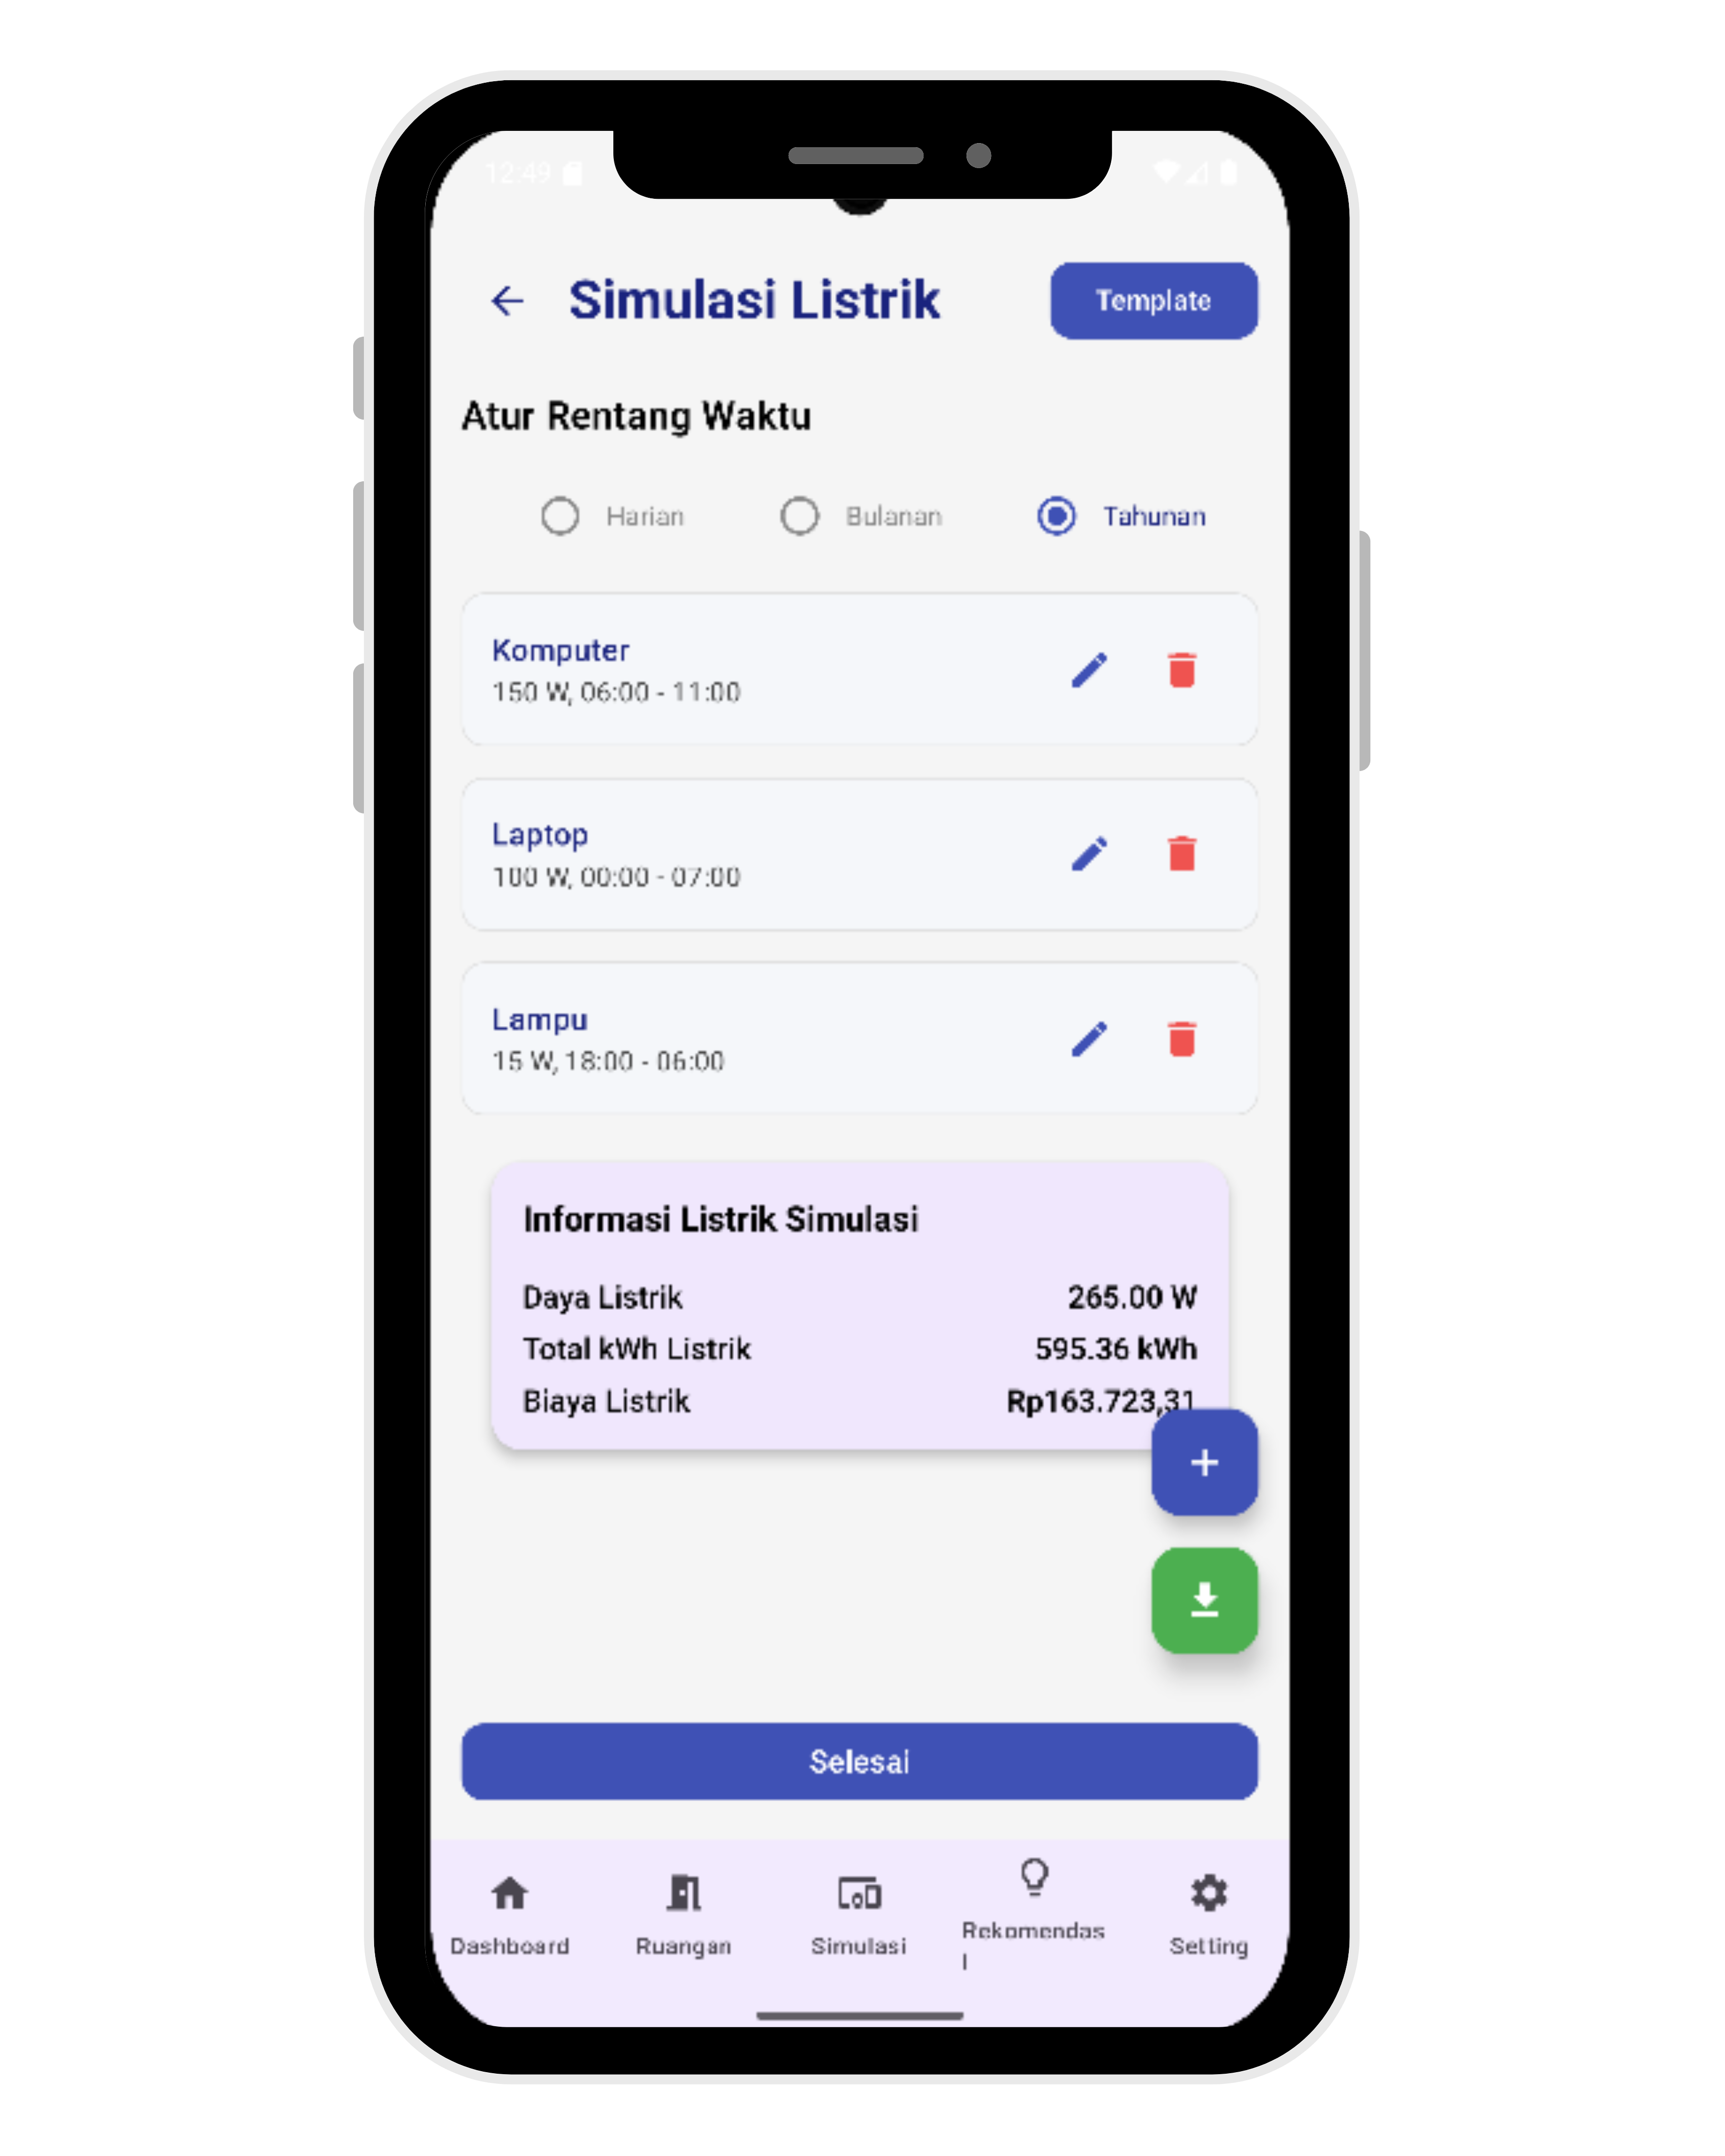 12:49
Simulasi Listrik
Template
Atur Rentang Waktu
Harian
Bulanan
Tahunan
Komputer
150 W, 06:00 - 11:00
Laptop
100 W, 00:00 - 07:00
Lampu
15 W, 18:00 - 06:00
Informasi Listrik Simulasi
Daya Listrik 265.00 W
Total kWh Listrik 595.36 kWh
Biaya Listrik Rp163.723,31
+
Selesai
Dashboard
Ruangan
Simulasi
Rekomendas
i
Setting